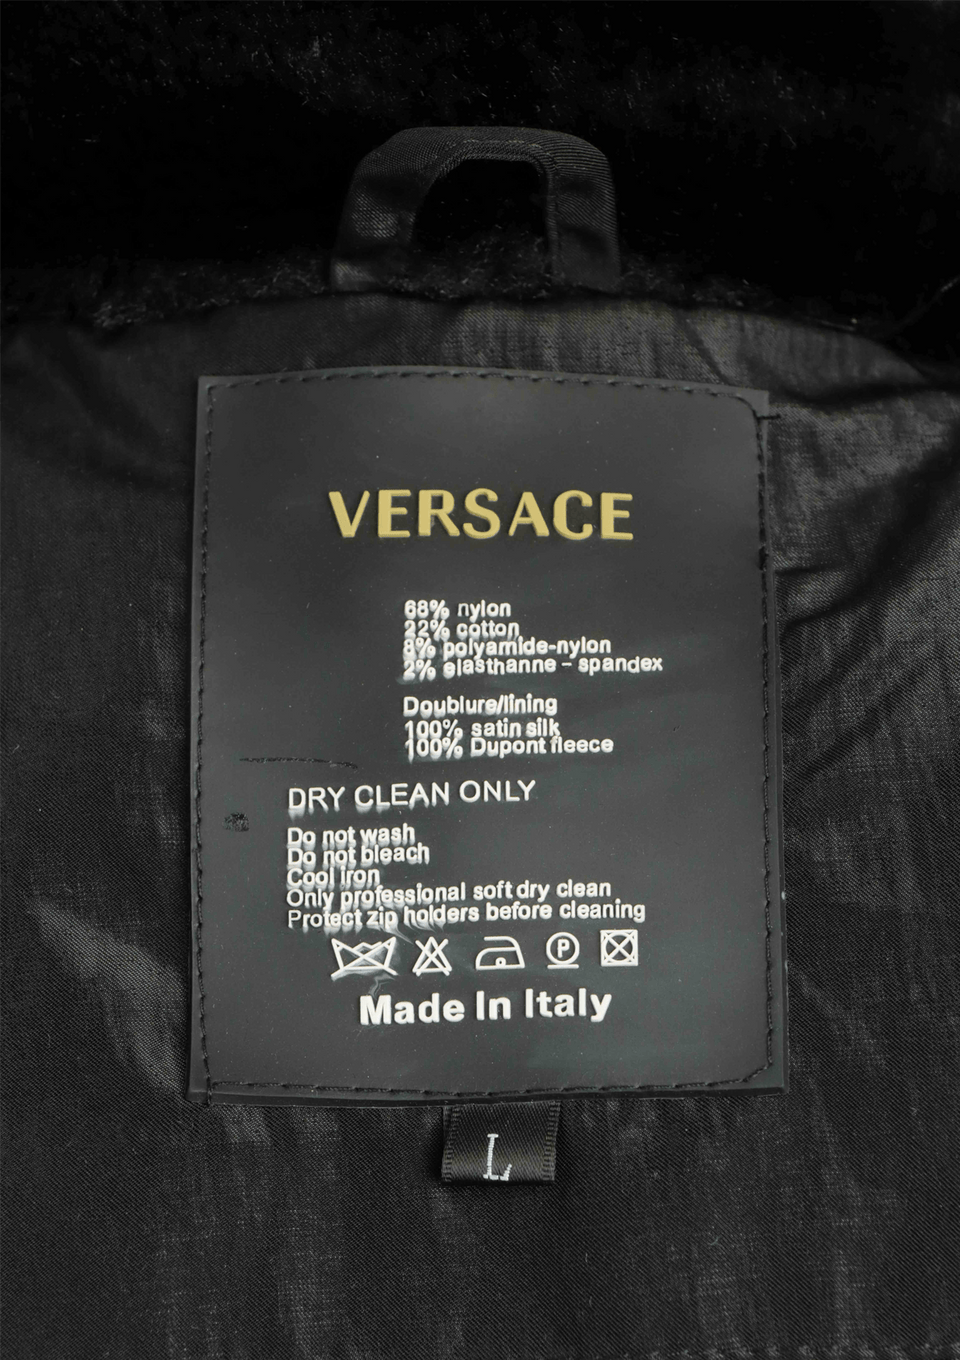 VERSACE
68% nylon
22% cotton
8% polyamide-nylon
2% elasthanne - spandex
Doublure/lining
100% satin silk
100% Dupont fleece
DRY CLEAN ONLY
Do not wash
Do not bleach
Cool iron
Only professional soft dry clean
Protect zip holders before cleaning
P
Made In Italy
L